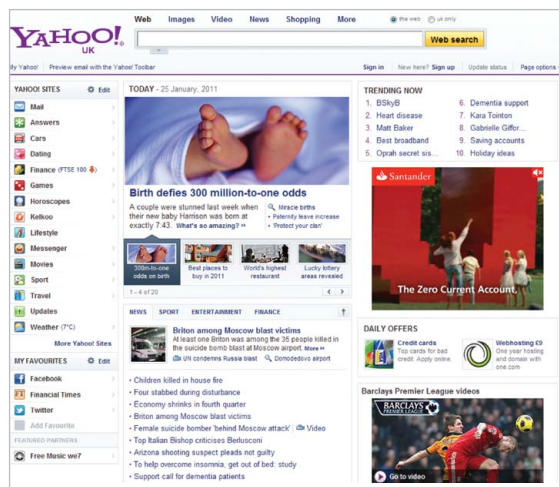 Web Images Video News Shopping More
the web uk only
YAHOO!
UK
Web search
ify Yahoo! Preview email with the Yahoo! Toolbar
Sign in New here? Sign up Update status Page options
YAHOO! SITES Edit
Mail
Answers
Cars
Dating
Finance (FTSE 100)
Games
Horoscopes
Kelkoo
Lifestyle
Messenger
Movies
Sport
Travel
Updates
Weather (7°C)
More Yahoo! Sites
MY FAVOURITES Edit
Facebook
Financial Times
Twitter
Add Favourite
FEATURED PARTNERS
Free Music we7
TODAY - 25 January, 2011
Birth defies 300 million-to-one odds
A couple were stunned last week when
their new baby Harrison was born at
exactly 7:43. What's so amazing? »
Miracle births
• Paternity leave increase
• 'Protect your clan'
300m-to-one
odds on birth
Best places to
buy in 2011
World's highest
restaurant
Lucky lottery
areas revealed
1 - 4 of 20
NEWS SPORT ENTERTAINMENT FINANCE
Briton among Moscow blast victims
At least one Briton was among the 35 people killed in
the suicide bomb blast at Moscow airport. More »
UN condemns Russia blast Domodedovo airport
• Children killed in house fire
• Four stabbed during disturbance
• Economy shrinks in fourth quarter
• Briton among Moscow blast victims
• Female suicide bomber 'behind Moscow attack' Video
• Top Italian Bishop criticises Berlusconi
• Arizona shooting suspect pleads not guilty
• To help overcome insomnia, get out of bed: study
• Support call for dementia patients
TRENDING NOW
1. BSkyB
2. Heart disease
3. Matt Baker
4. Best broadband
5. Oprah secret sis...
6. Dementia support
7. Kara Tointon
8. Gabrielle Giffor...
9. Saving accounts
10. Holiday ideas
Santander
The Zero Current Account.
DAILY OFFERS
Credit cards
Top cards for bad
credit. Apply online.
Webhosting £9
One year hosting
and domain with
one.com
Barclays Premier League videos
BARCLAYS
PREMIER LEAGUE
Go to video